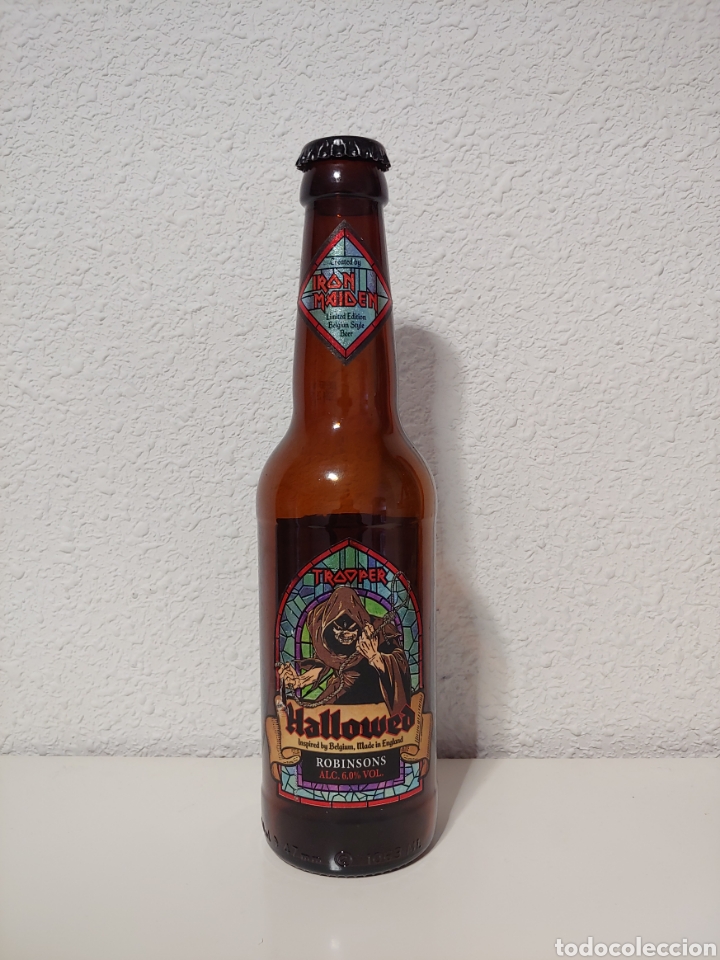 Created by
IRON
MAIDEN
Limited Edition
Belgian Style
Beer
TROOPER
Hallowed
Inspired by Belgium, Made in England
ROBINSONS
ALC. 6.0% VOL.
todocoleccion